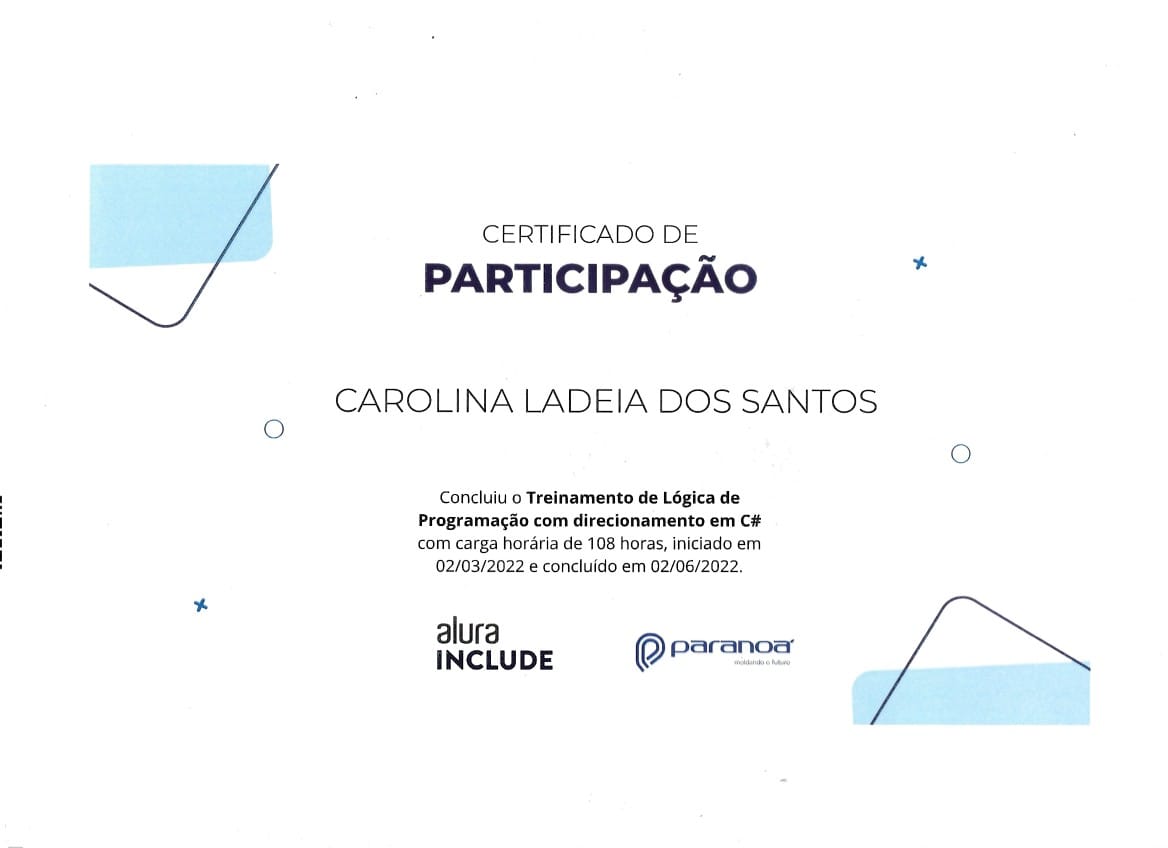 CERTIFICADO DE
PARTICIPAÇÃO
CAROLINA LADEIA DOS SANTOS
Concluiu o Treinamento de Lógica de
Programação com direcionamento em C#
com carga horária de 108 horas, iniciado em
02/03/2022 e concluído em 02/06/2022.
alura
INCLUDE
paranoá
moldando o futuro